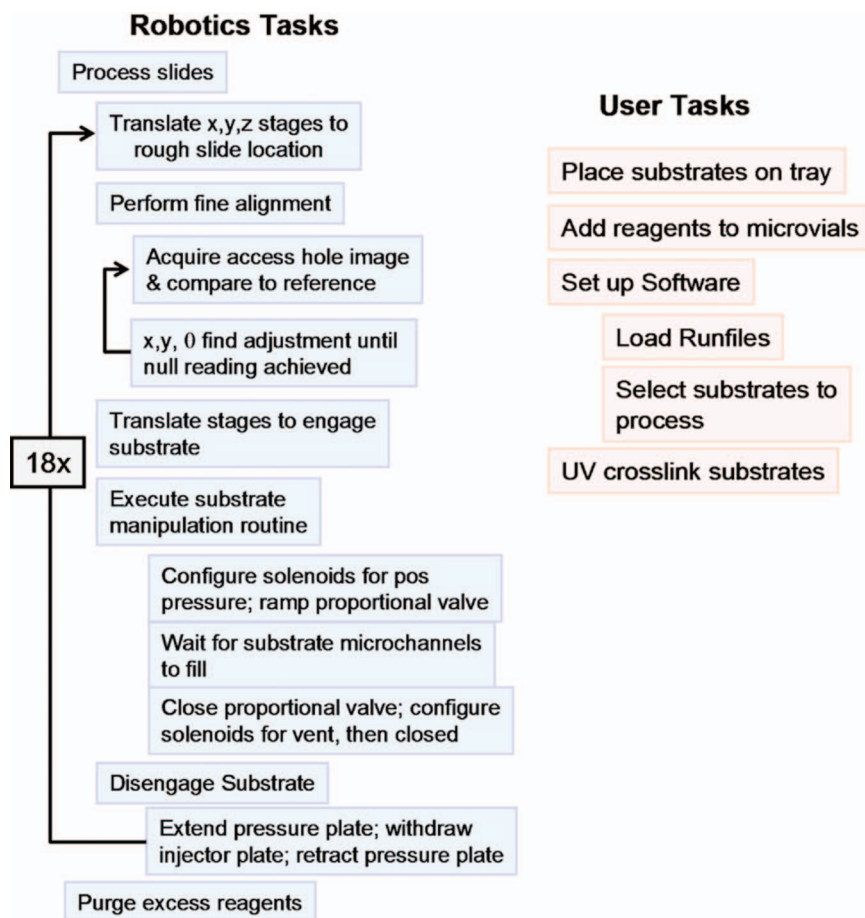 Robotics Tasks
Process slides
Translate x,y,z stages to
rough slide location
Perform fine alignment
Acquire access hole image
& compare to reference
x,y, θ find adjustment until
null reading achieved
Translate stages to engage
substrate
18x
Execute substrate
manipulation routine
Configure solenoids for pos
pressure; ramp proportional valve
Wait for substrate microchannels
to fill
Close proportional valve; configure
solenoids for vent, then closed
Disengage Substrate
Extend pressure plate; withdraw
injector plate; retract pressure plate
Purge excess reagents
User Tasks
Place substrates on tray
Add reagents to microvials
Set up Software
Load Runfiles
Select substrates to
process
UV crosslink substrates